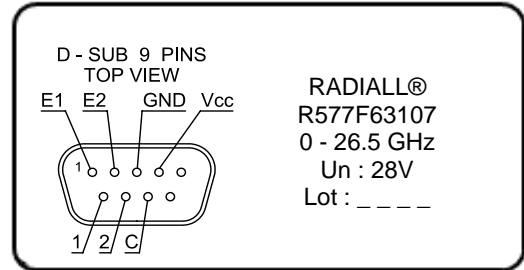 D - SUB 9 PINS
TOP VIEW
E1 E2 GND Vcc
1
1 2 C
RADIALL®
R577F63107
0 - 26.5 GHz
Un : 28V
Lot : _ _ _ _